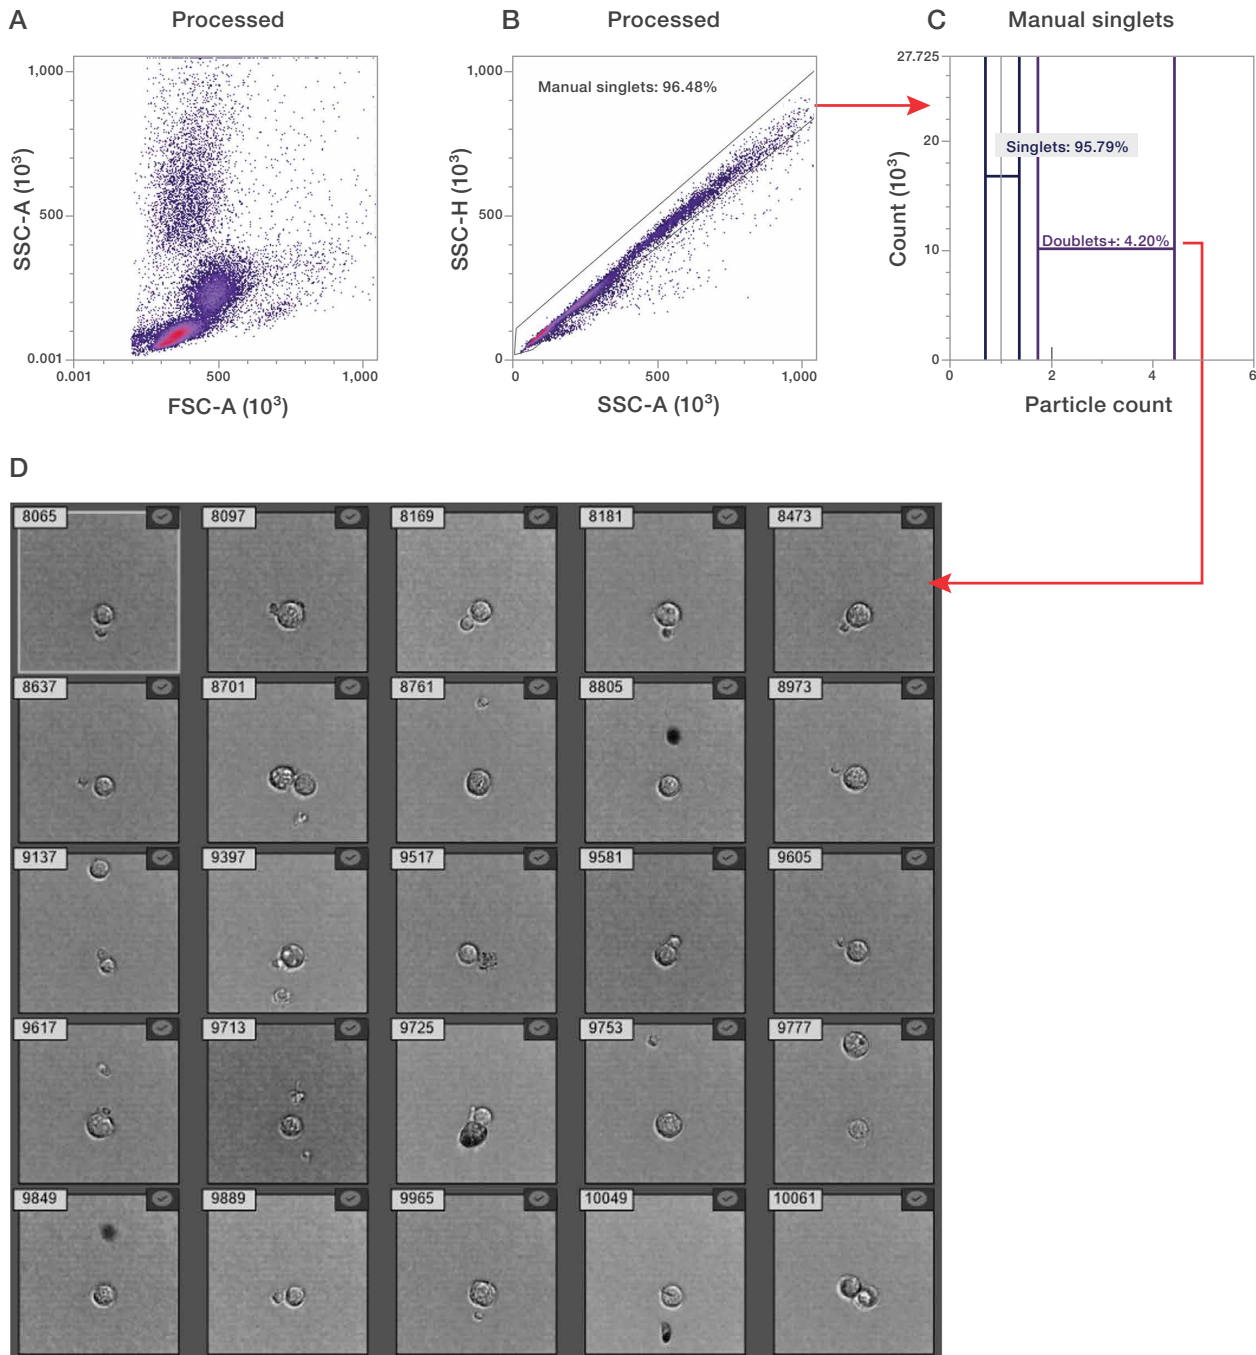 A
Processed
SSC-A (10³)
1,000
500
0.001
0.001
500
1,000
FSC-A (10³)
B
Processed
Manual singlets: 96.48%
SSC-H (10³)
1,000
500
0
0
500
1,000
SSC-A (10³)
C
Manual singlets
27.725
20
10
0
Count (10³)
Singlets: 95.79%
Doublets+: 4.20%
0
2
4
6
Particle count
D
8065
8097
8169
8181
8473
8637
8701
8761
8805
8973
9137
9397
9517
9581
9605
9617
9713
9725
9753
9777
9849
9889
9965
10049
10061